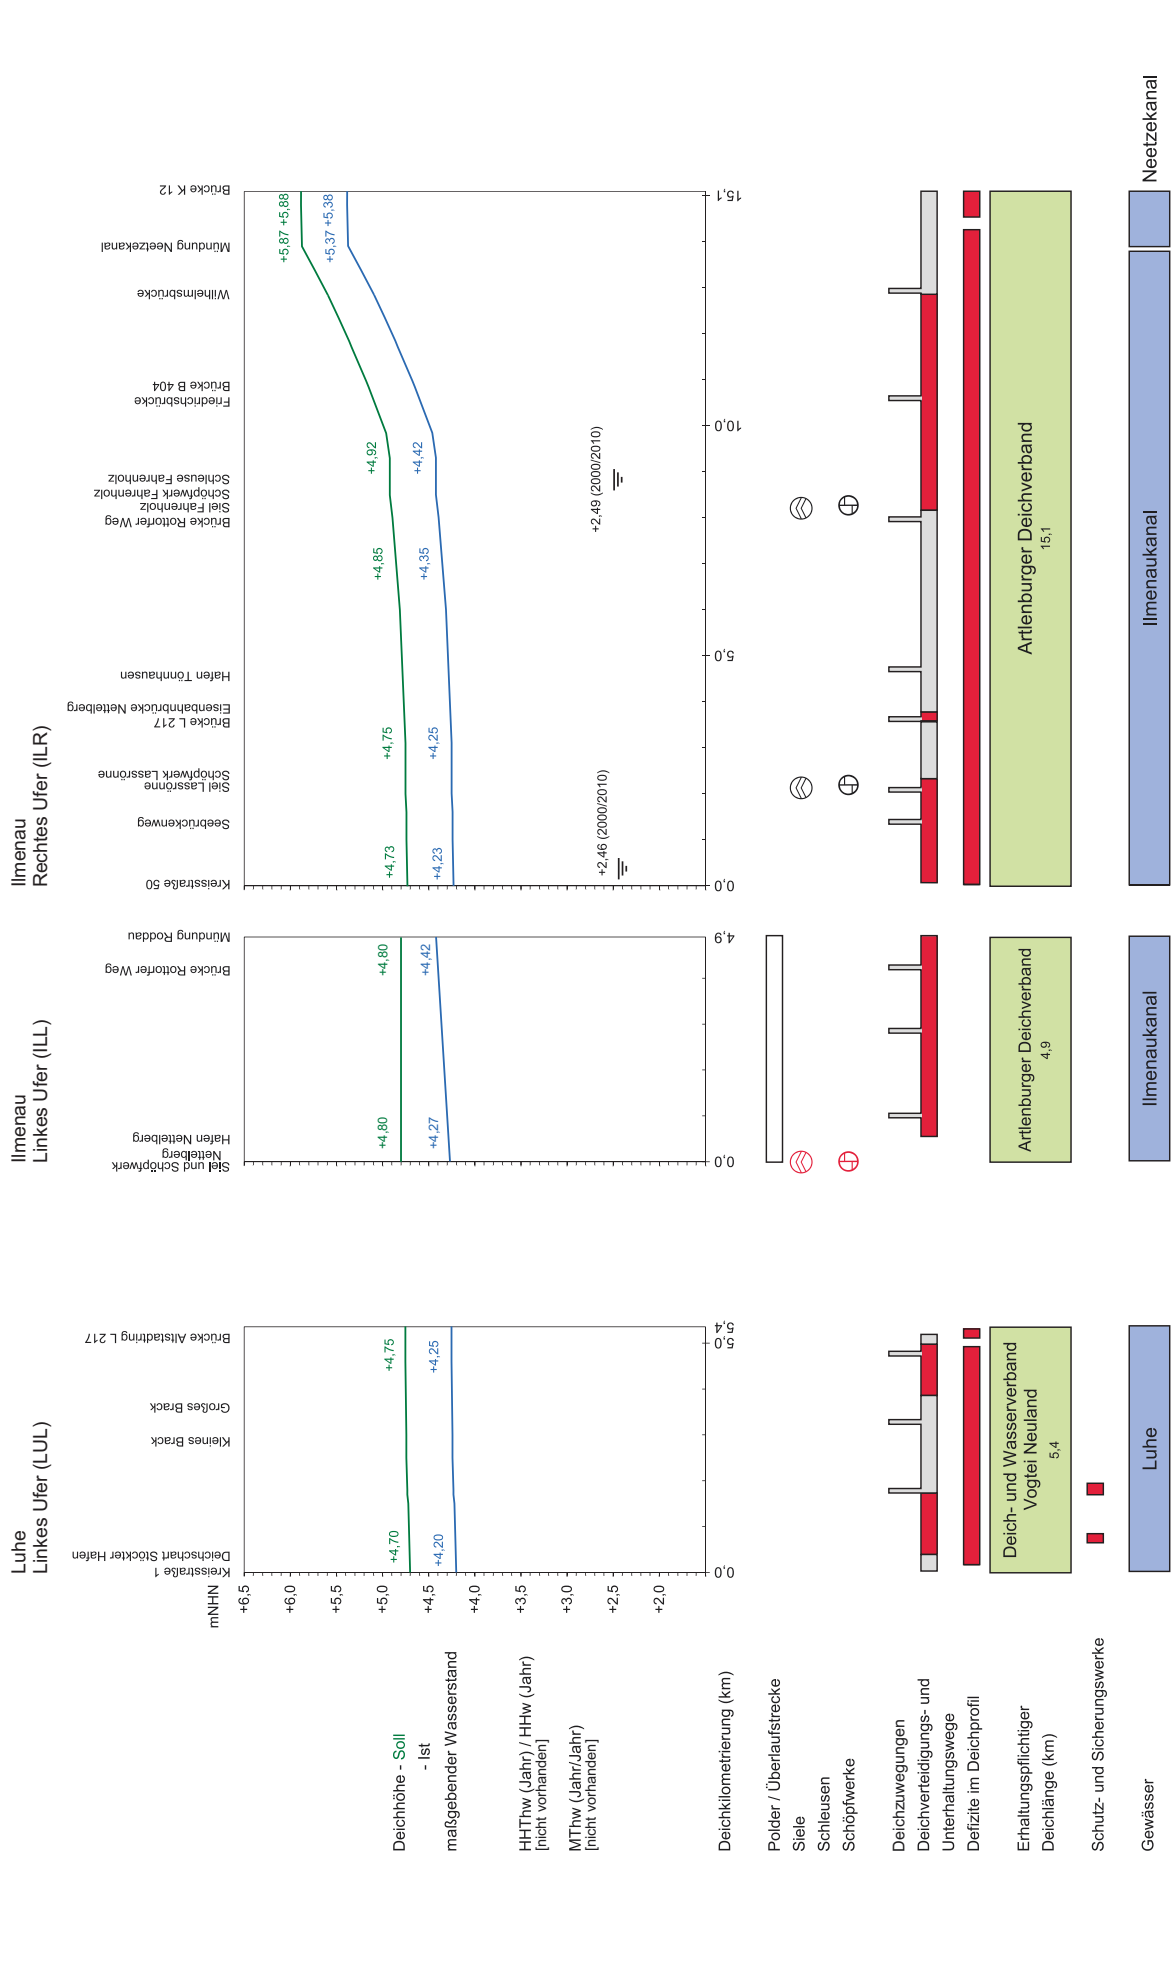 Luhe
Linkes Ufer (LUL)
Ilmenau
Linkes Ufer (ILL)
Ilmenau
Rechtes Ufer (ILR)
Kreisstraße 1
Deichschart Stöckter Hafen
Kleines Brack
Großes Brack
Brücke Altstadtring L 217
Siel und Schöpfwerk
Nettelberg
Hafen Nettelberg
Brücke Rottorfer Weg
Mündung Roddau
Kreisstraße 50
Seebrückenweg
Siel Lassrönne
Schöpfwerk Lassrönne
Brücke L 217
Eisenbahnbrücke Nettelberg
Hafen Tönnhausen
Brücke Rottorfer Weg
Siel Fahrenholz
Schöpfwerk Fahrenholz
Schleuse Fahrenholz
Friedrichsbrücke
Brücke B 404
Wilhelmsbrücke
Mündung Neetzekanal
Brücke K 12
mNHN
+6,5
+6,0
+5,5
+5,0
+4,5
+4,0
+3,5
+3,0
+2,5
+2,0
Deichhöhe - Soll
- Ist
maßgebender Wasserstand
HHThw (Jahr) / HHw (Jahr)
[nicht vorhanden]
MThw (Jahr/Jahr)
[nicht vorhanden]
+4,70
+4,75
+4,20
+4,25
+4,80
+4,80
+4,27
+4,42
+4,73
+4,75
+4,85
+4,92
+5,87 +5,88
+4,23
+4,25
+4,35
+4,42
+5,37 +5,38
+2,46 (2000/2010)
+2,49 (2000/2010)
Deichkilometrierung (km)
0,0
5,0
5,4
0,0
4,9
0,0
5,0
10,0
15,1
Polder / Überlaufstrecke
Siele
Schleusen
Schöpfwerke
Deichzuwegungen
Deichverteidigungs- und
Unterhaltungswege
Defizite im Deichprofil
Erhaltungspflichtiger
Deichlänge (km)
Deich- und Wasserverband
Vogtei Neuland
5,4
Artlenburger Deichverband
4,9
Artlenburger Deichverband
15,1
Schutz- und Sicherungswerke
Gewässer
Luhe
Ilmenaukanal
Ilmenaukanal
Neetzekanal